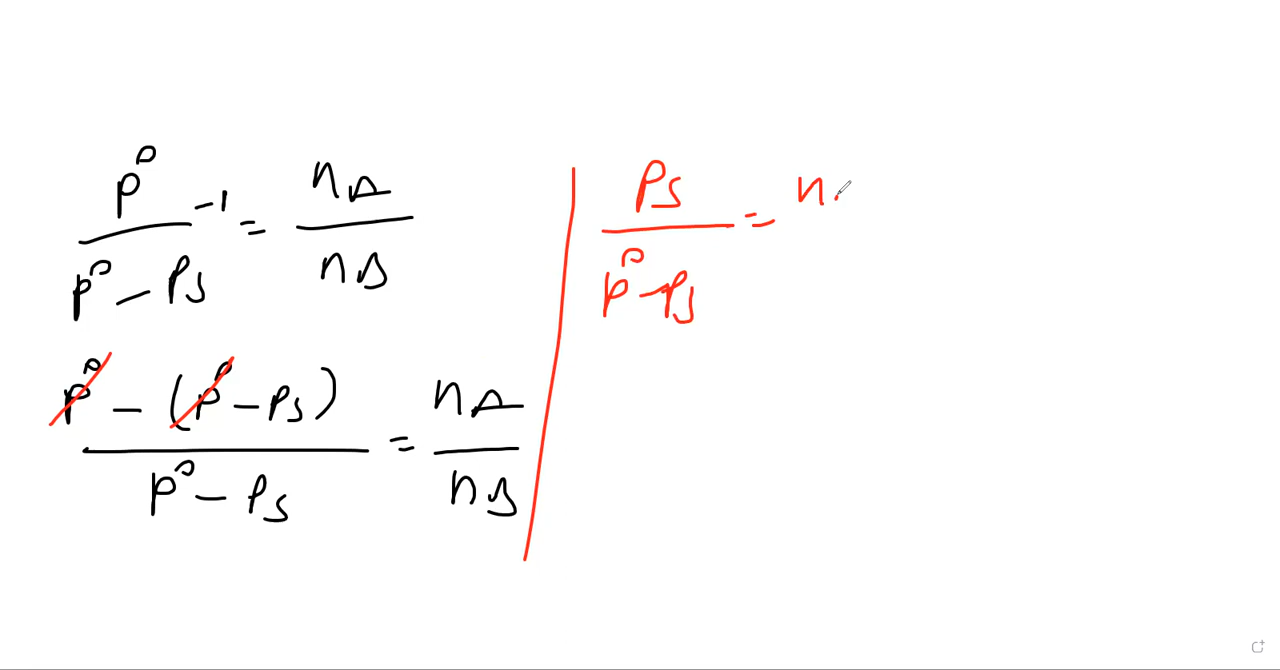 P° / (P° - Ps) - 1 = nA / nB
P° - (P° - Ps) / (P° - Ps) = nA / nB
Ps / (P° - Ps) = n